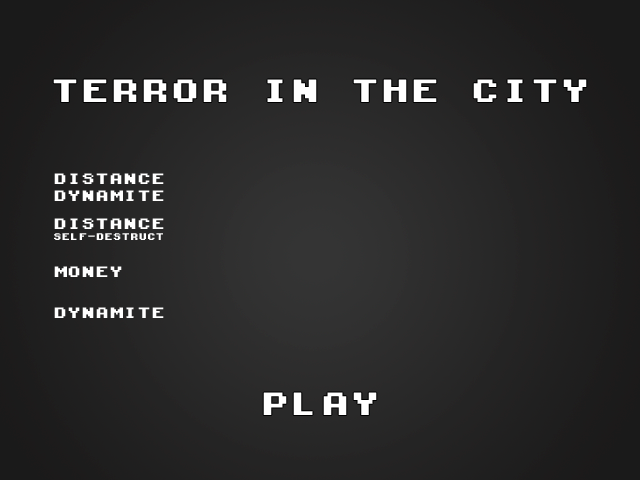 TERROR IN THE CITY
DISTANCE
DYNAMITE
DISTANCE
SELF-DESTRUCT
MONEY
DYNAMITE
PLAY